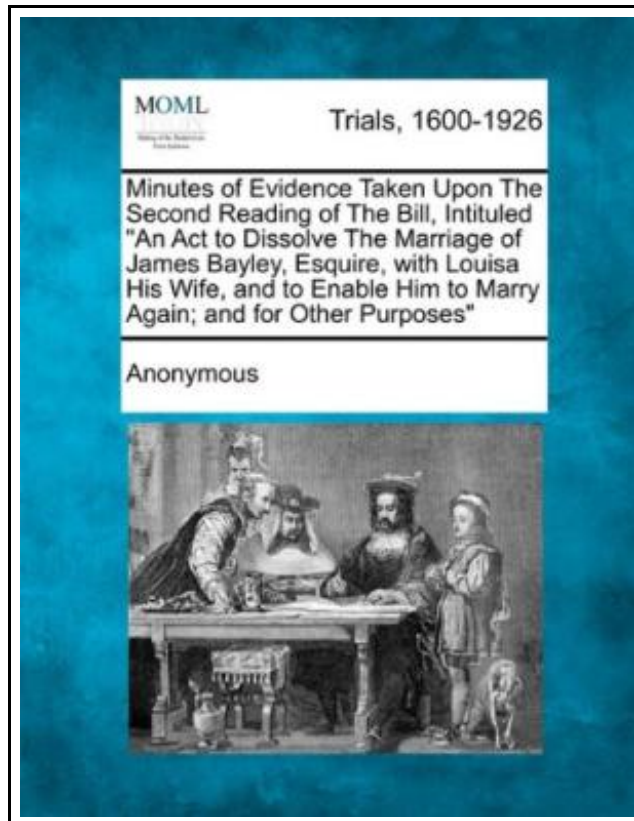 MOML
Trials, 1600-1926
Minutes of Evidence Taken Upon The
Second Reading of The Bill, Intituled
"An Act to Dissolve The Marriage of
James Bayley, Esquire, with Louisa
His Wife, and to Enable Him to Marry
Again; and for Other Purposes"
Anonymous